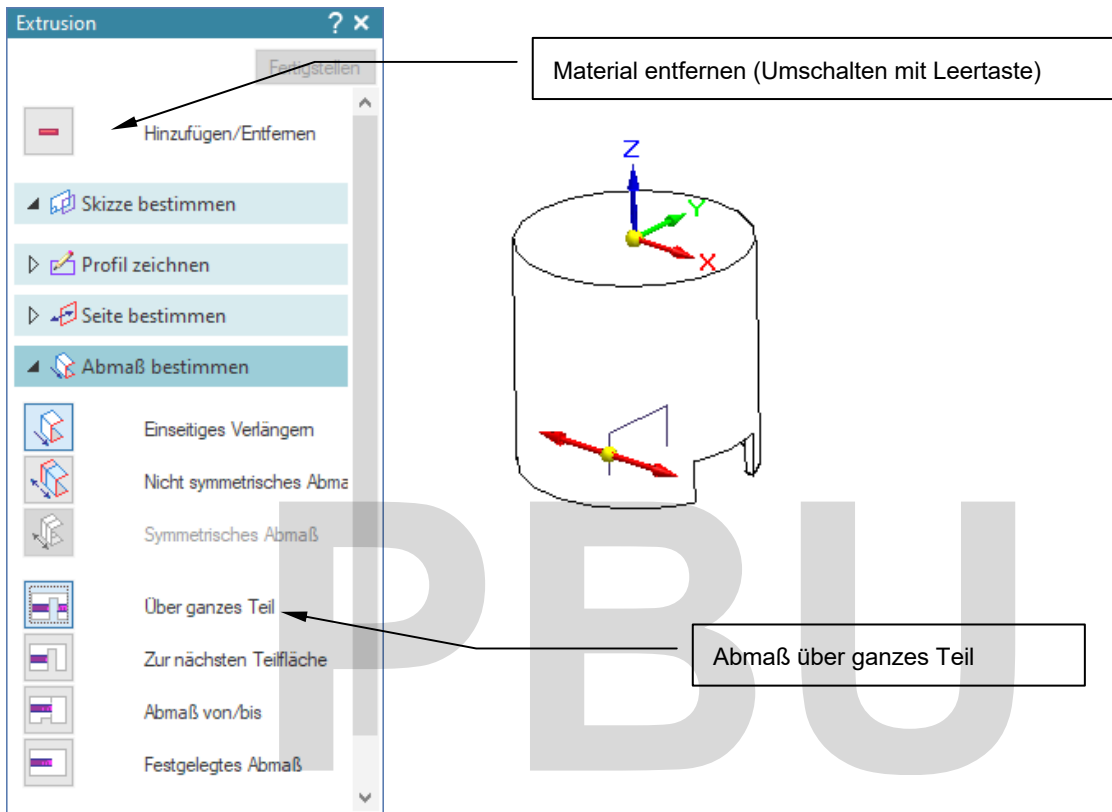 Extrusion ? ×
Fertigstellen
Material entfernen (Umschalten mit Leertaste)
Hinzufügen/Entfernen
Skizze bestimmen
Profil zeichnen
Seite bestimmen
Abmaß bestimmen
Einseitiges Verlängern
Nicht symmetrisches Abma
Symmetrisches Abmaß
Über ganzes Teil
Zur nächsten Teilfläche
Abmaß von/bis
Festgelegtes Abmaß
Z
Y
X
Abmaß über ganzes Teil
PBU